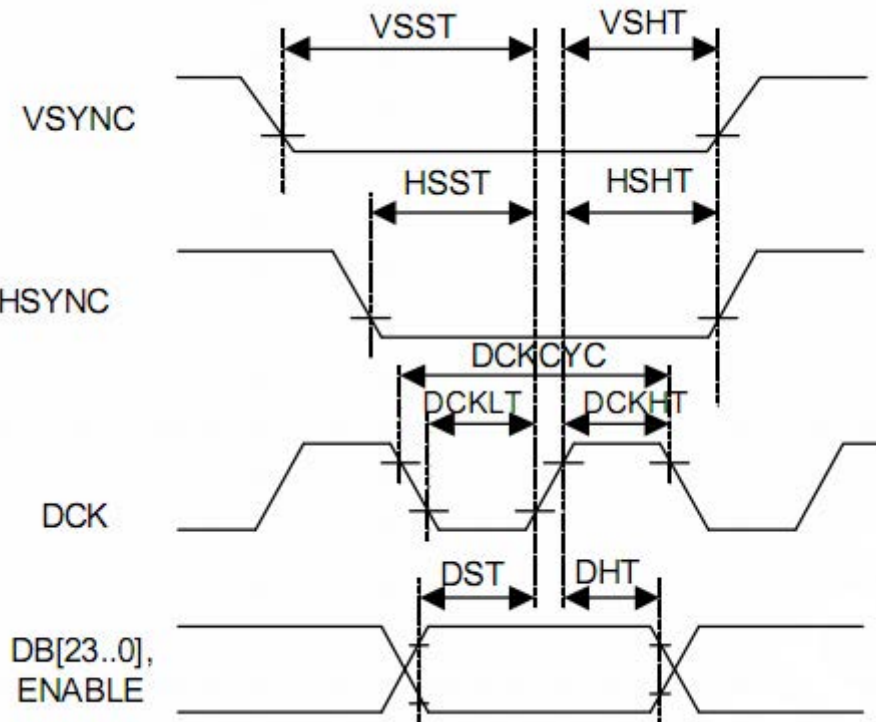 VSST VSHT
VSYNC
HSST HSHT
HSYNC
DCKCYC
DCKLT DCKHT
DCK
DST DHT
DB[23..0],
ENABLE